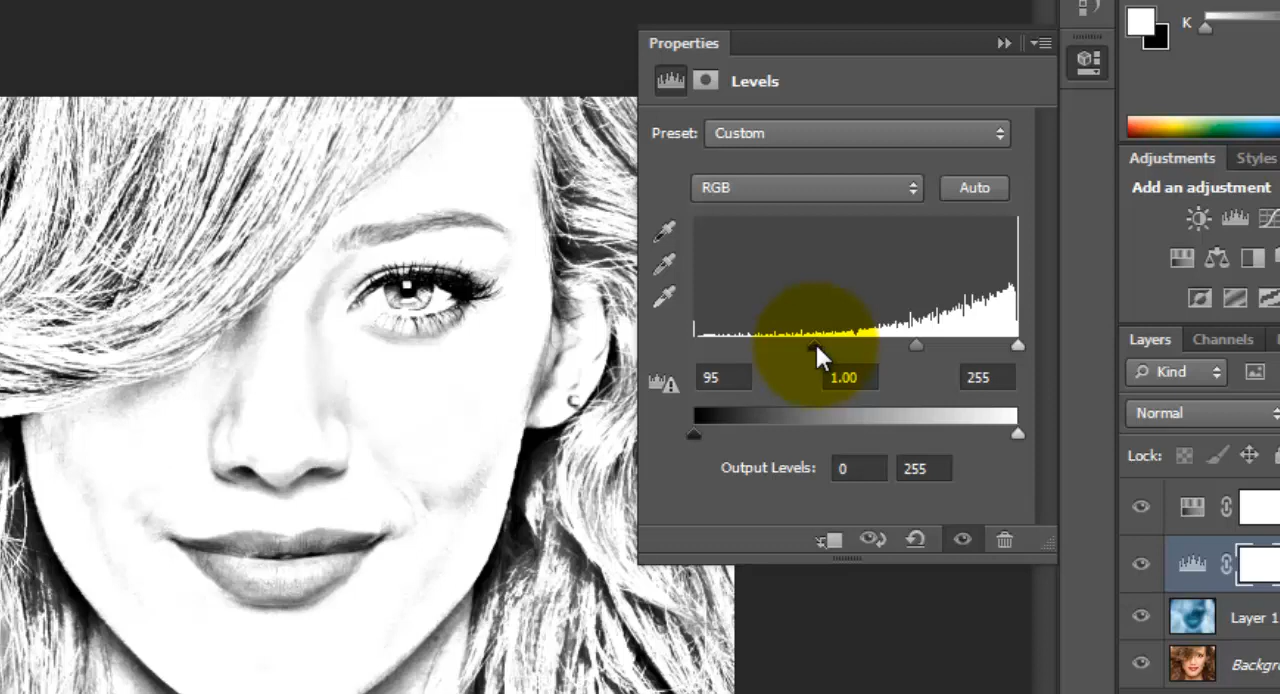 K
Properties
Levels
Preset: Custom
RGB
Auto
95
1.00
255
Output Levels: 0 255
Adjustments Styles
Add an adjustment
Layers Channels
Kind
Normal
Lock:
Layer 1